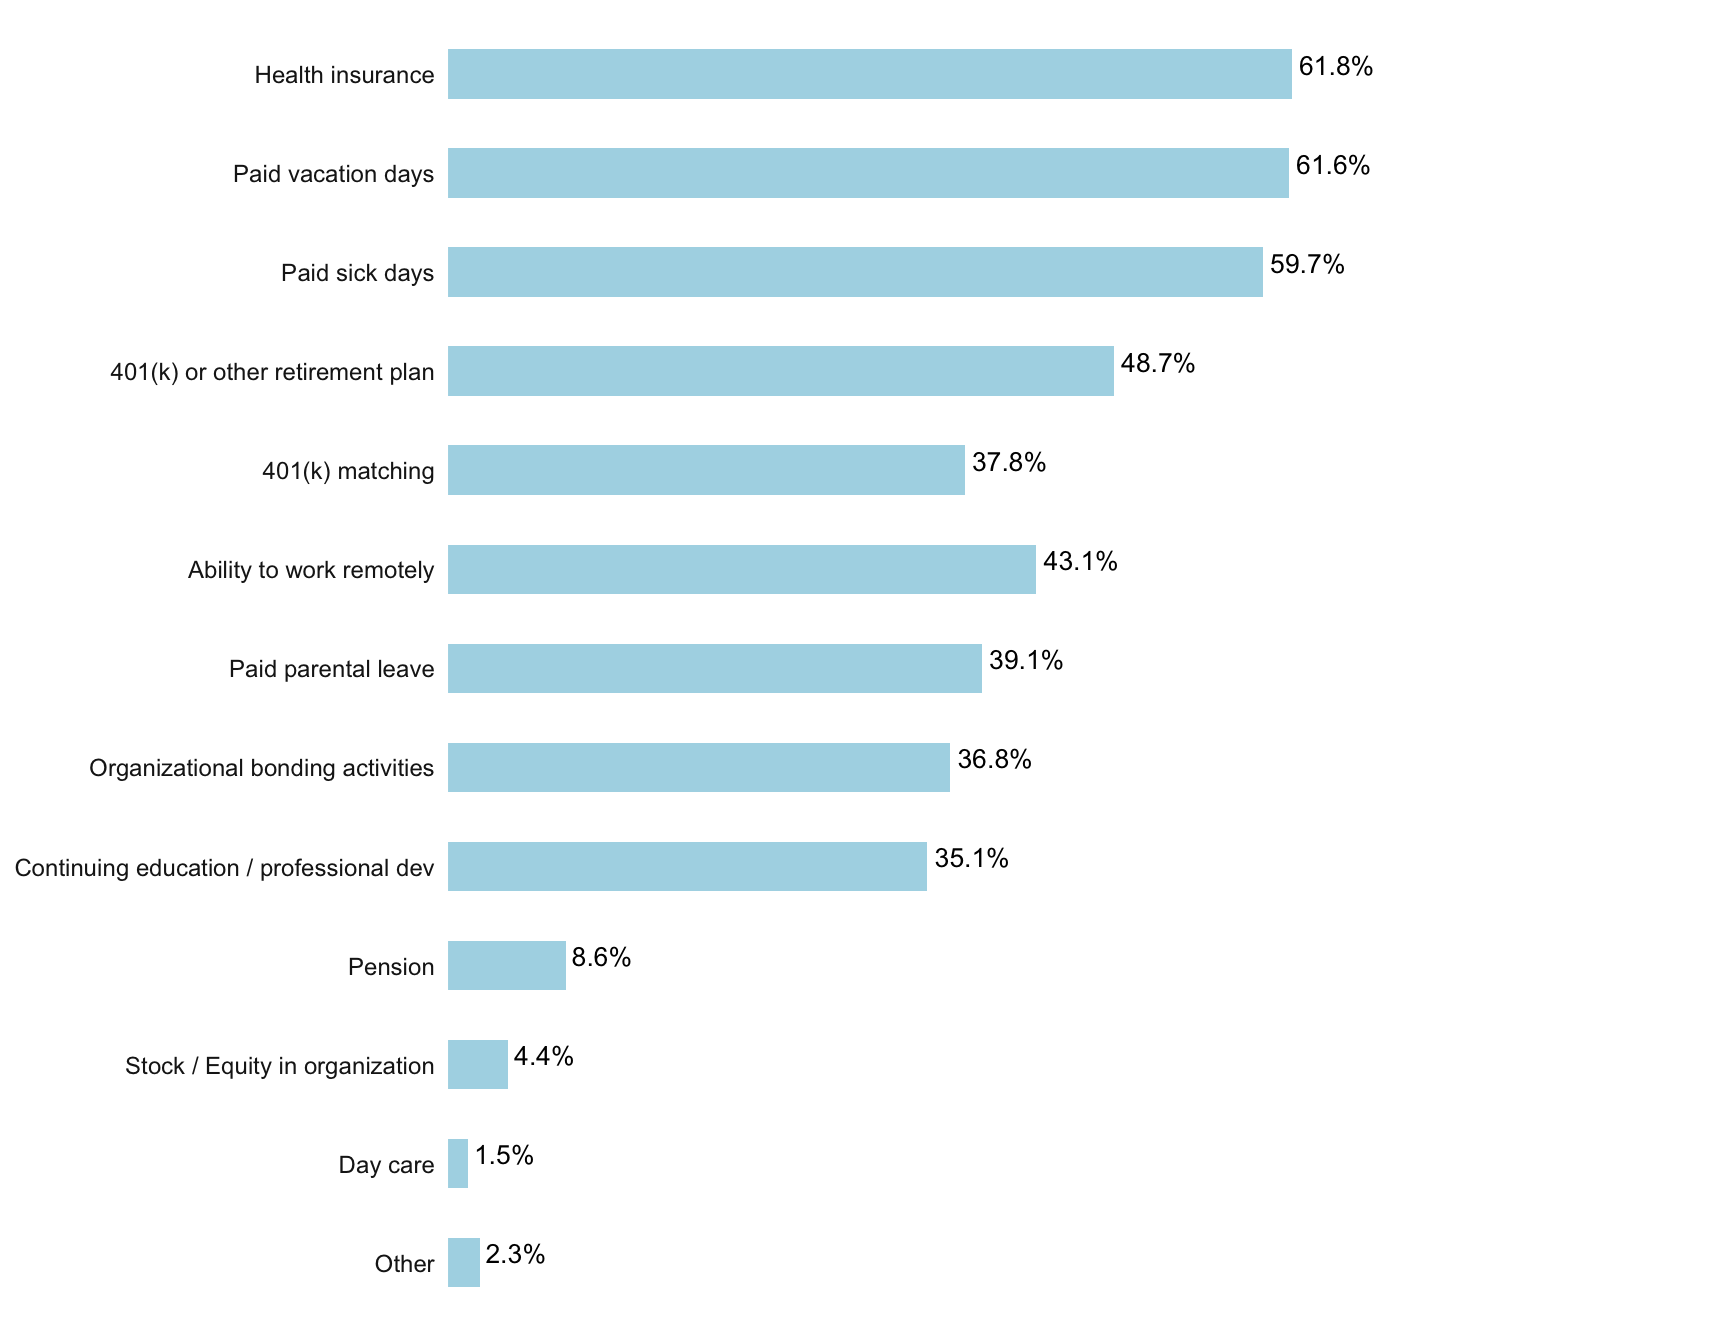 Health insurance 61.8%
Paid vacation days 61.6%
Paid sick days 59.7%
401(k) or other retirement plan 48.7%
401(k) matching 37.8%
Ability to work remotely 43.1%
Paid parental leave 39.1%
Organizational bonding activities 36.8%
Continuing education / professional dev 35.1%
Pension 8.6%
Stock / Equity in organization 4.4%
Day care 1.5%
Other 2.3%